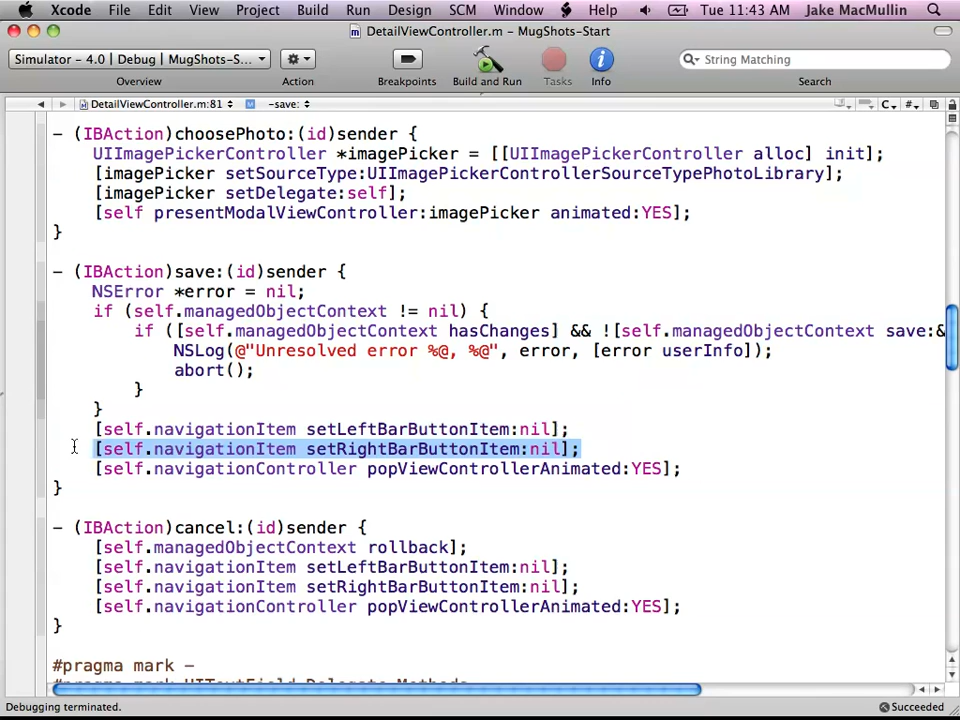 Xcode File Edit View Project Build Run Design SCM Window Help Tue 11:43 AM Jake MacMullin
DetailViewController.m - MugShots-Start
Simulator - 4.0 | Debug | MugShots-S... String Matching
Overview Action Breakpoints Build and Run Tasks Info Search
DetailViewController.m:81 M -save: C #
- (IBAction)choosePhoto:(id)sender {
UIImagePickerController *imagePicker = [[UIImagePickerController alloc] init];
[imagePicker setSourceType:UIImagePickerControllerSourceTypePhotoLibrary];
[imagePicker setDelegate:self];
[self presentModalViewController:imagePicker animated:YES];
}
- (IBAction)save:(id)sender {
NSError *error = nil;
if (self.managedObjectContext != nil) {
if ([self.managedObjectContext hasChanges] && ![self.managedObjectContext save:&
NSLog(@"Unresolved error %@, %@", error, [error userInfo]);
abort();
}
}
[self.navigationItem setLeftBarButtonItem:nil];
[self.navigationItem setRightBarButtonItem:nil];
[self.navigationController popViewControllerAnimated:YES];
}
- (IBAction)cancel:(id)sender {
[self.managedObjectContext rollback];
[self.navigationItem setLeftBarButtonItem:nil];
[self.navigationItem setRightBarButtonItem:nil];
[self.navigationController popViewControllerAnimated:YES];
}
#pragma mark -
#pragma mark UITextField Delegate Methods
Debugging terminated. Succeeded